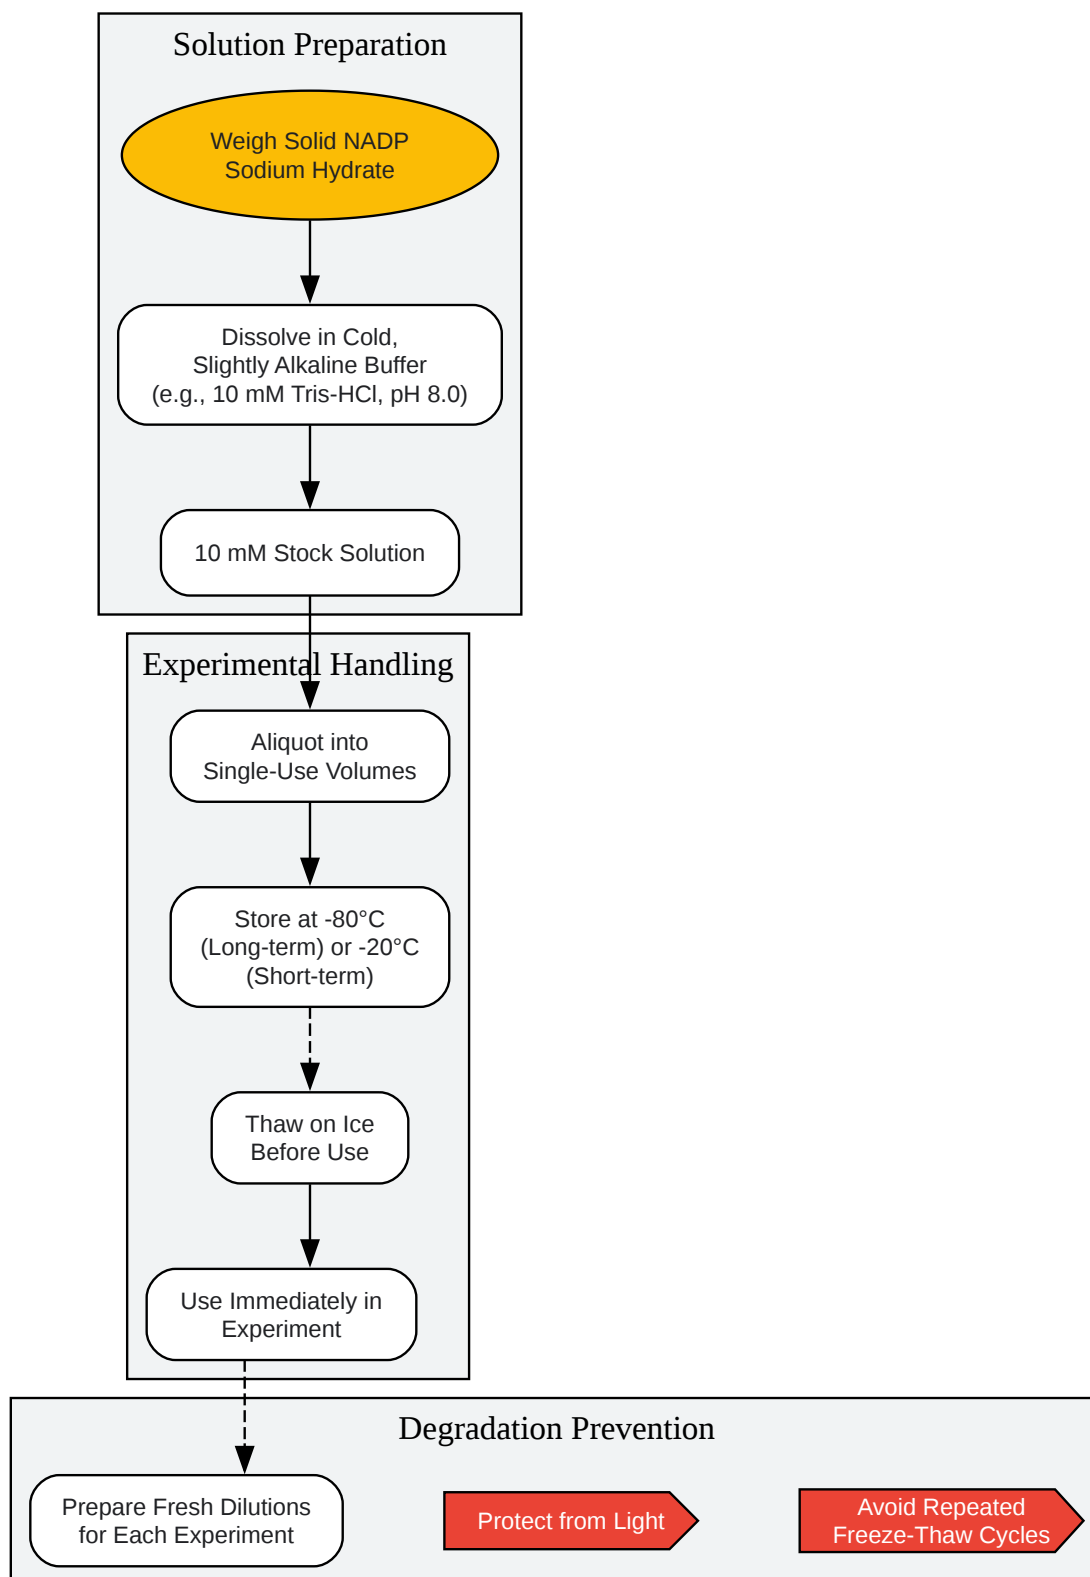 Solution Preparation
Weigh Solid NADP
Sodium Hydrate
Dissolve in Cold,
Slightly Alkaline Buffer
(e.g., 10 mM Tris-HCl, pH 8.0)
10 mM Stock Solution
Experimental Handling
Aliquot into
Single-Use Volumes
Store at -80°C
(Long-term) or -20°C
(Short-term)
Thaw on Ice
Before Use
Use Immediately in
Experiment
Degradation Prevention
Prepare Fresh Dilutions
for Each Experiment
Protect from Light
Avoid Repeated
Freeze-Thaw Cycles